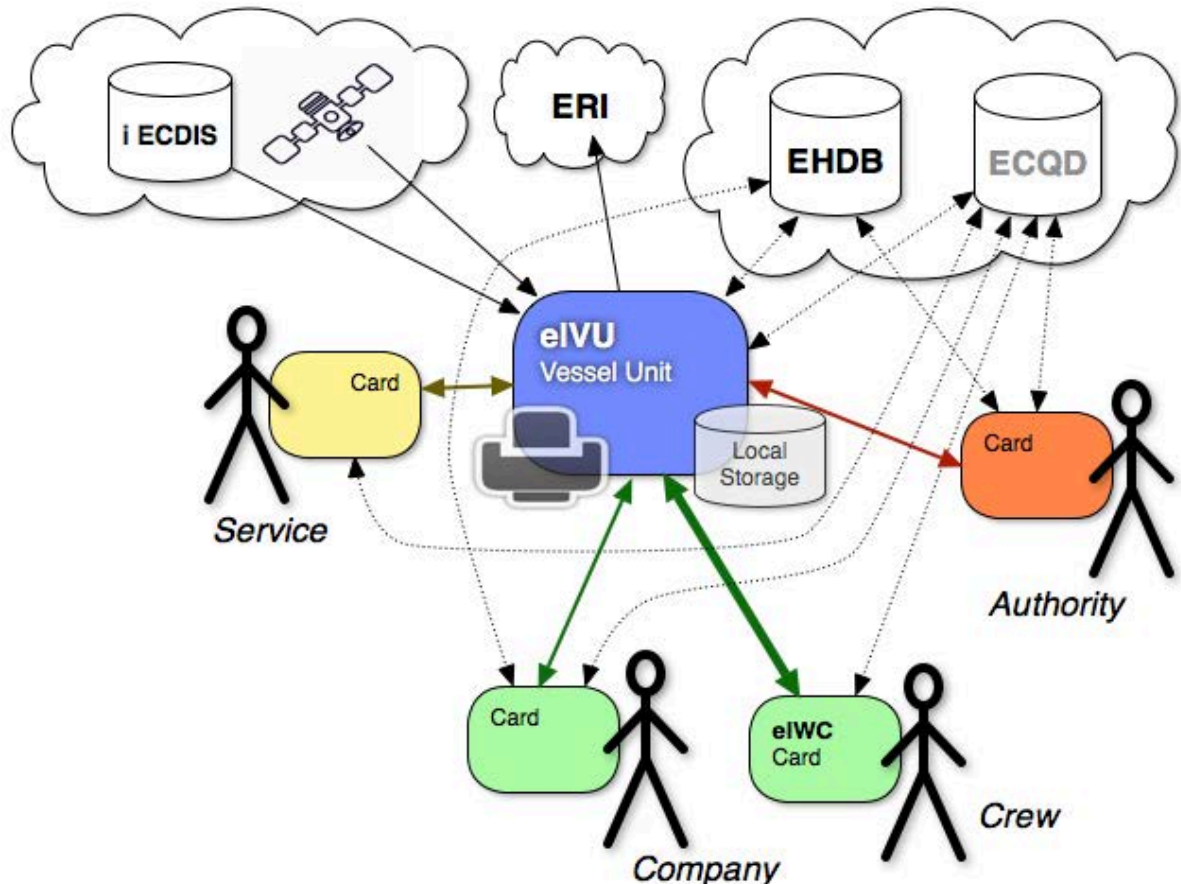 i ECDIS
ERI
EHDB
ECQD
eIVU
Vessel Unit
Card
Local
Storage
Card
Service
Authority
Card
eIWC
Card
Crew
Company